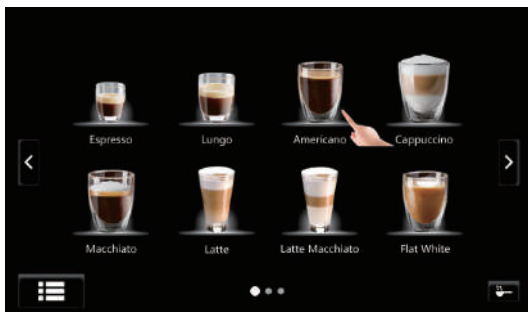 Espresso
Lungo
Americano
Cappuccino
Macchiato
Latte
Latte Macchiato
Flat White